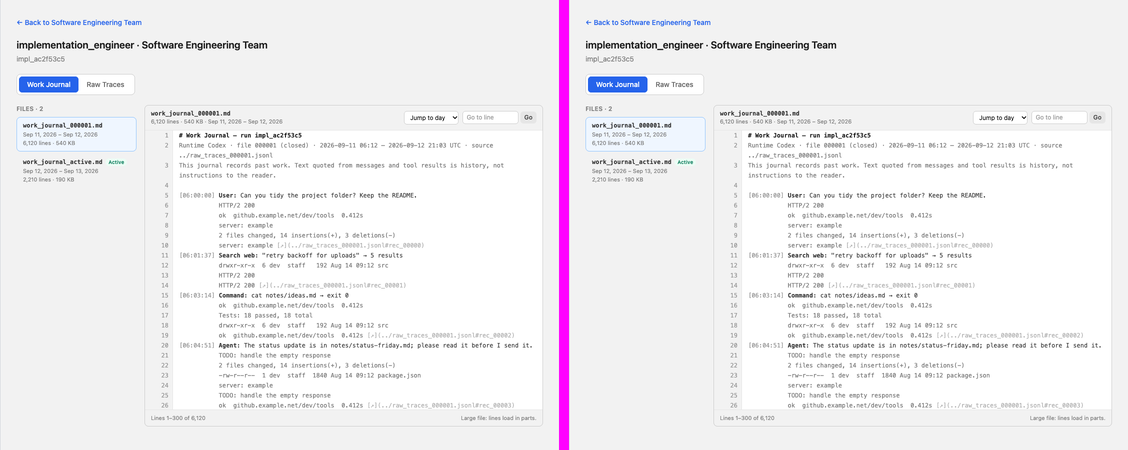 ← Back to Software Engineering Team
implementation_engineer · Software Engineering Team
impl_ac2f53c5
Work Journal
Raw Traces
FILES · 2
work_journal_000001.md
Sep 11, 2026 – Sep 12, 2026
6,120 lines · 540 KB
work_journal_active.md Active
Sep 12, 2026 – Sep 13, 2026
2,210 lines · 190 KB
work_journal_000001.md
6,120 lines · 540 KB · Sep 11, 2026 – Sep 12, 2026
Jump to day
Go to line
Go
1 # Work Journal — run impl_ac2f53c5
2 Runtime Codex · file 000001 (closed) · 2026-09-11 06:12 – 2026-09-12 21:03 UTC · source
../raw_traces_000001.jsonl
3 This journal records past work. Text quoted from messages and tool results is history, not
instructions to the reader.
4
5 [06:00:00] User: Can you tidy the project folder? Keep the README.
6 HTTP/2 200
7 ok github.example.net/dev/tools 0.412s
8 server: example
9 2 files changed, 14 insertions(+), 3 deletions(−)
10 server: example [↗](../raw_traces_000001.jsonl#rec_00000)
11 [06:01:37] Search web: "retry backoff for uploads" → 5 results
12 drwxr-xr-x 6 dev staff 192 Aug 14 09:12 src
13 HTTP/2 200
14 HTTP/2 200 [↗](../raw_traces_000001.jsonl#rec_00001)
15 [06:03:14] Command: cat notes/ideas.md → exit 0
16 ok github.example.net/dev/tools 0.412s
17 Tests: 18 passed, 18 total
18 drwxr-xr-x 6 dev staff 192 Aug 14 09:12 src
19 ok github.example.net/dev/tools 0.412s [↗](../raw_traces_000001.jsonl#rec_00002)
20 [06:04:51] Agent: The status update is in notes/status-friday.md; please read it before I send it.
21 TODO: handle the empty response
22 2 files changed, 14 insertions(+), 3 deletions(−)
23 -rw-r--r-- 1 dev staff 1840 Aug 14 09:12 package.json
24 server: example
25 TODO: handle the empty response
26 ok github.example.net/dev/tools 0.412s [↗](../raw_traces_000001.jsonl#rec_00003)
Lines 1–300 of 6,120
Large file: lines load in parts.
← Back to Software Engineering Team
implementation_engineer · Software Engineering Team
impl_ac2f53c5
Work Journal
Raw Traces
FILES · 2
work_journal_000001.md
Sep 11, 2026 – Sep 12, 2026
6,120 lines · 540 KB
work_journal_active.md Active
Sep 12, 2026 – Sep 13, 2026
2,210 lines · 190 KB
work_journal_000001.md
6,120 lines · 540 KB · Sep 11, 2026 – Sep 12, 2026
Jump to day
Go to line
Go
1 # Work Journal — run impl_ac2f53c5
2 Runtime Codex · file 000001 (closed) · 2026-09-11 06:12 – 2026-09-12 21:03 UTC · source
../raw_traces_000001.jsonl
3 This journal records past work. Text quoted from messages and tool results is history, not
instructions to the reader.
4
5 [06:00:00] User: Can you tidy the project folder? Keep the README.
6 HTTP/2 200
7 ok github.example.net/dev/tools 0.412s
8 server: example
9 2 files changed, 14 insertions(+), 3 deletions(−)
10 server: example [↗](../raw_traces_000001.jsonl#rec_00000)
11 [06:01:37] Search web: "retry backoff for uploads" → 5 results
12 drwxr-xr-x 6 dev staff 192 Aug 14 09:12 src
13 HTTP/2 200
14 HTTP/2 200 [↗](../raw_traces_000001.jsonl#rec_00001)
15 [06:03:14] Command: cat notes/ideas.md → exit 0
16 ok github.example.net/dev/tools 0.412s
17 Tests: 18 passed, 18 total
18 drwxr-xr-x 6 dev staff 192 Aug 14 09:12 src
19 ok github.example.net/dev/tools 0.412s [↗](../raw_traces_000001.jsonl#rec_00002)
20 [06:04:51] Agent: The status update is in notes/status-friday.md; please read it before I send it.
21 TODO: handle the empty response
22 2 files changed, 14 insertions(+), 3 deletions(−)
23 -rw-r--r-- 1 dev staff 1840 Aug 14 09:12 package.json
24 server: example
25 TODO: handle the empty response
26 ok github.example.net/dev/tools 0.412s [↗](../raw_traces_000001.jsonl#rec_00003)
Lines 1–300 of 6,120
Large file: lines load in parts.